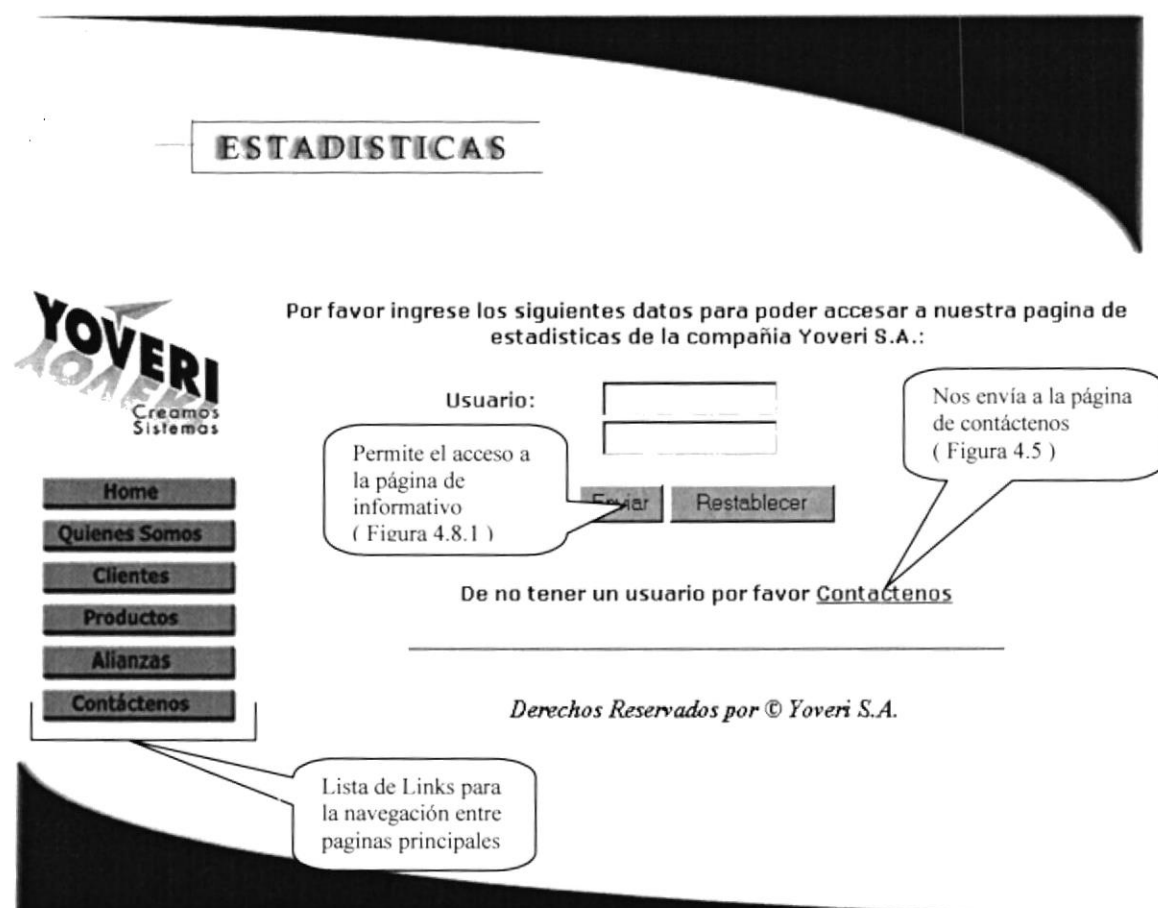 ESTADISTICAS
YOVERI
Creamos
Sistemas
Por favor ingrese los siguientes datos para poder accesar a nuestra pagina de
estadisticas de la compañia Yoveri S.A.:
Usuario:
Nos envía a la página
de contáctenos
( Figura 4.5 )
Permite el acceso a
la página de
informativo
( Figura 4.8.1 )
Enviar
Restablecer
Home
Quienes Somos
Clientes
Productos
Alianzas
Contáctenos
De no tener un usuario por favor Contactenos
Derechos Reservados por © Yoveri S.A.
Lista de Links para
la navegación entre
paginas principales